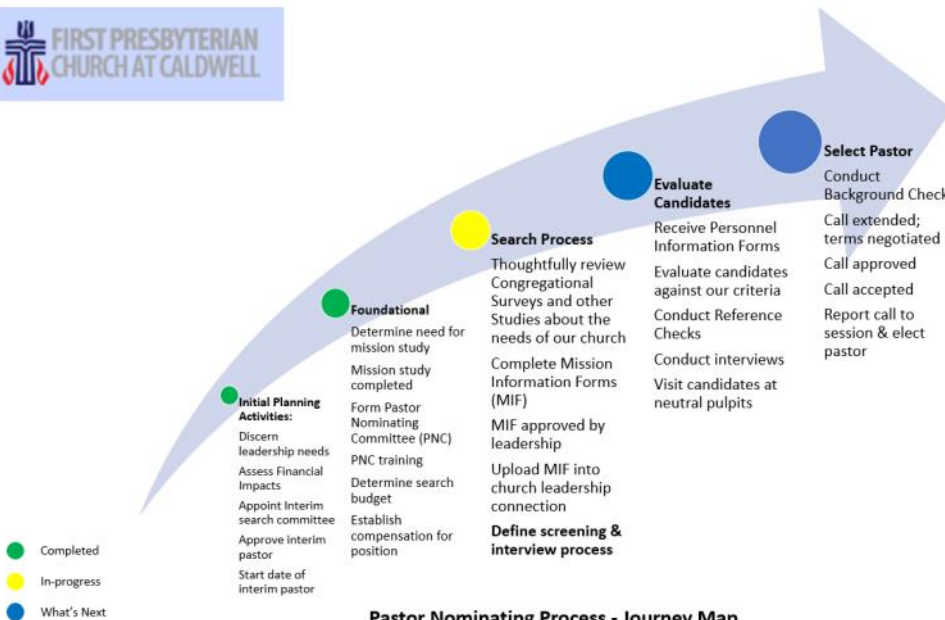 FIRST PRESBYTERIAN
CHURCH AT CALDWELL
Initial Planning
Activities:
Discern
leadership needs
Assess Financial
Impacts
Appoint Interim
search committee
Approve interim
pastor
Start date of
interim pastor
Foundational
Determine need for
mission study
Mission study
completed
Form Pastor
Nominating
Committee (PNC)
PNC training
Determine search
budget
Establish
compensation for
position
Search Process
Thoughtfully review
Congregational
Surveys and other
Studies about the
needs of our church
Complete Mission
Information Forms
(MIF)
MIF approved by
leadership
Upload MIF into
church leadership
connection
Define screening &
interview process
Evaluate
Candidates
Receive Personnel
Information Forms
Evaluate candidates
against our criteria
Conduct Reference
Checks
Conduct interviews
Visit candidates at
neutral pulpits
Select Pastor
Conduct
Background Check
Call extended;
terms negotiated
Call approved
Call accepted
Report call to
session & elect
pastor
Completed
In-progress
What's Next
Pastor Nominating Process - Journey Map